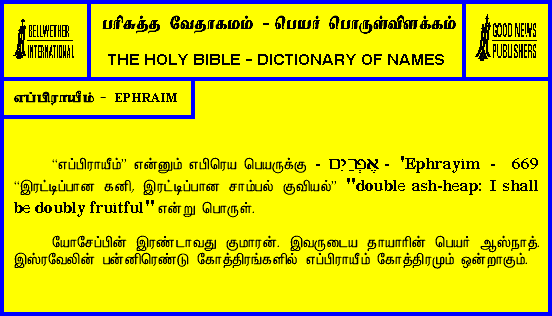 BELLWETHER
INTERNATIONAL
பரிசுத்த வேதாகமம் - பெயர் பொருள்விளக்கம்
THE HOLY BIBLE - DICTIONARY OF NAMES
GOOD NEWS
PUBLISHERS
எப்பிராயீம் - EPHRAIM
“எப்பிராயீம்” என்னும் எபிரெய பெயருக்கு - אֶפְרַיִם - 'Ephrayim - 669
“இரட்டிப்பான கனி, இரட்டிப்பான சாம்பல் குவியல்” "double ash-heap: I shall
be doubly fruitful" என்று பொருள்.
யோசேப்பின் இரண்டாவது குமாரன். இவருடைய தாயாரின் பெயர் ஆஸ்நாத்.
இஸ்ரவேலின் பன்னிரெண்டு கோத்திரங்களில் எப்பிராயீம் கோத்திரமும் ஒன்றாகும்.